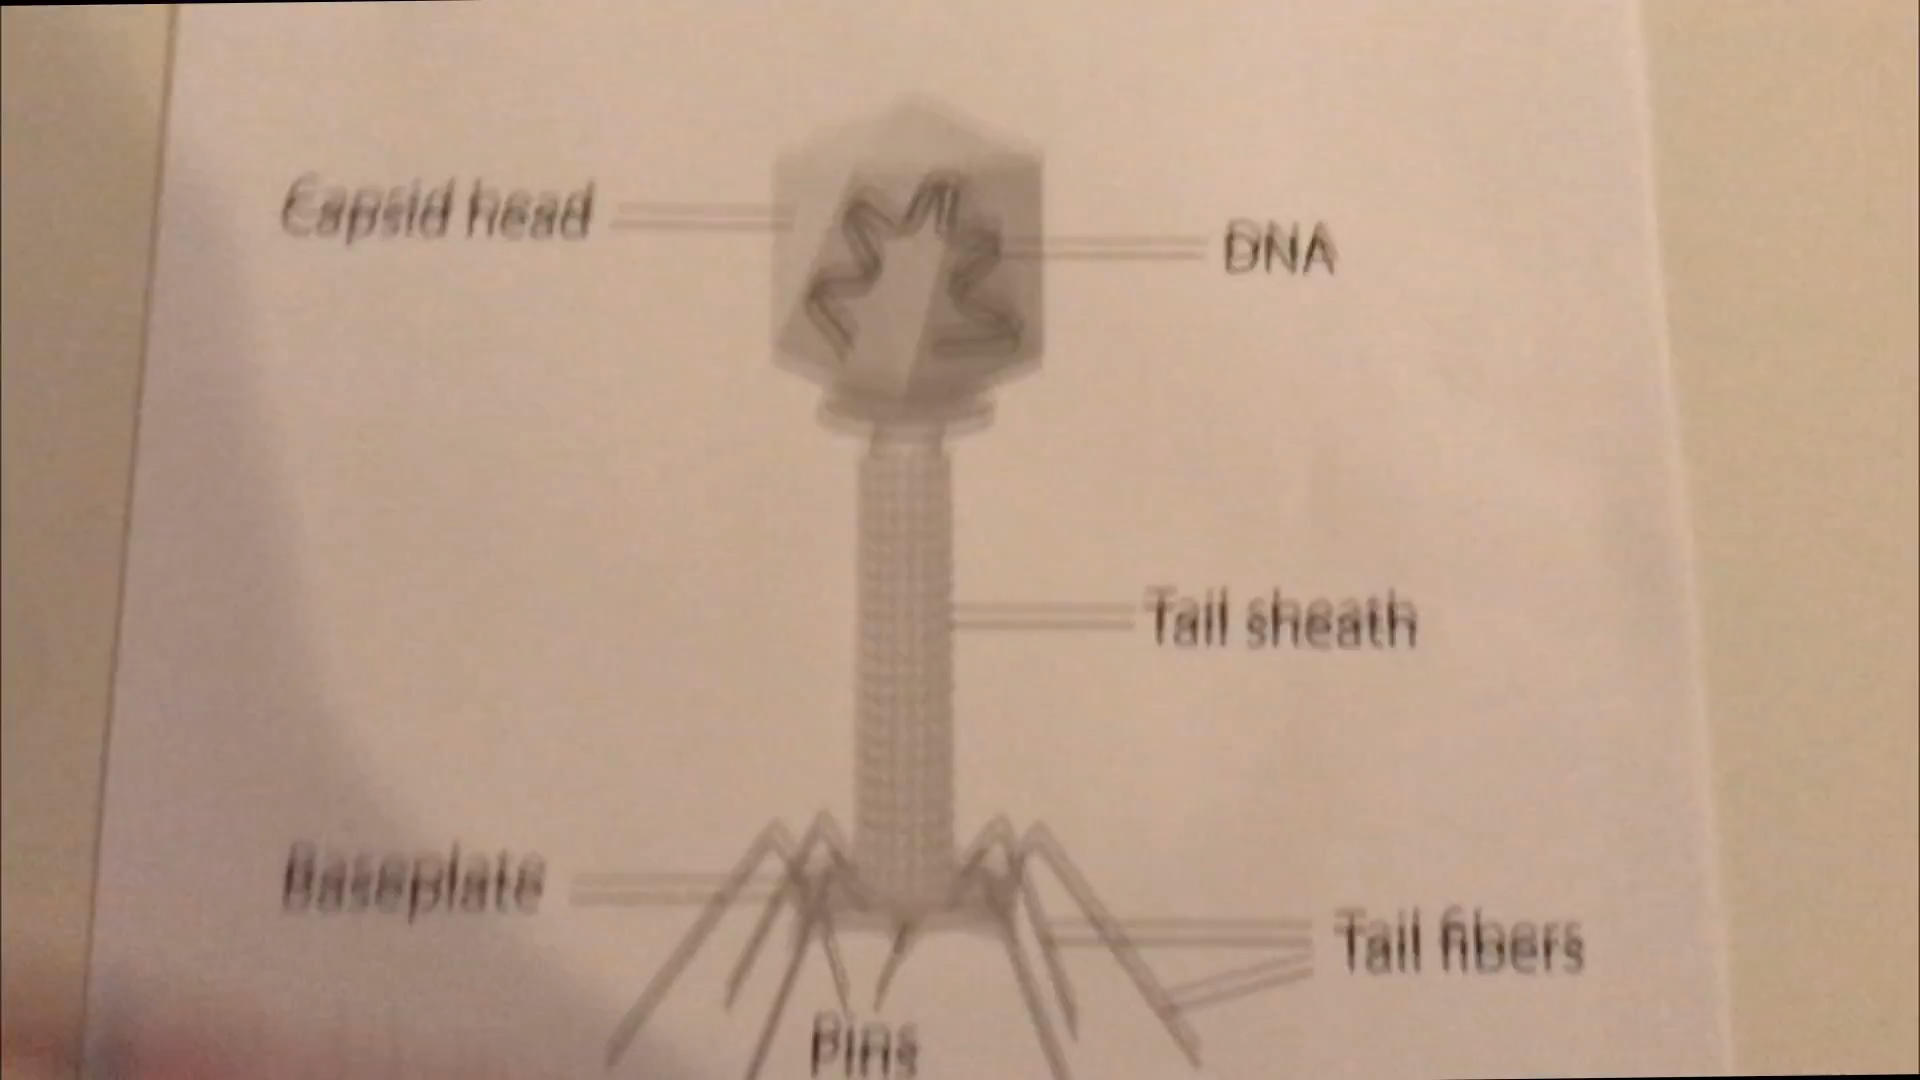 Capsid head
DNA
Tail sheath
Baseplate
Tail fibers
Pins